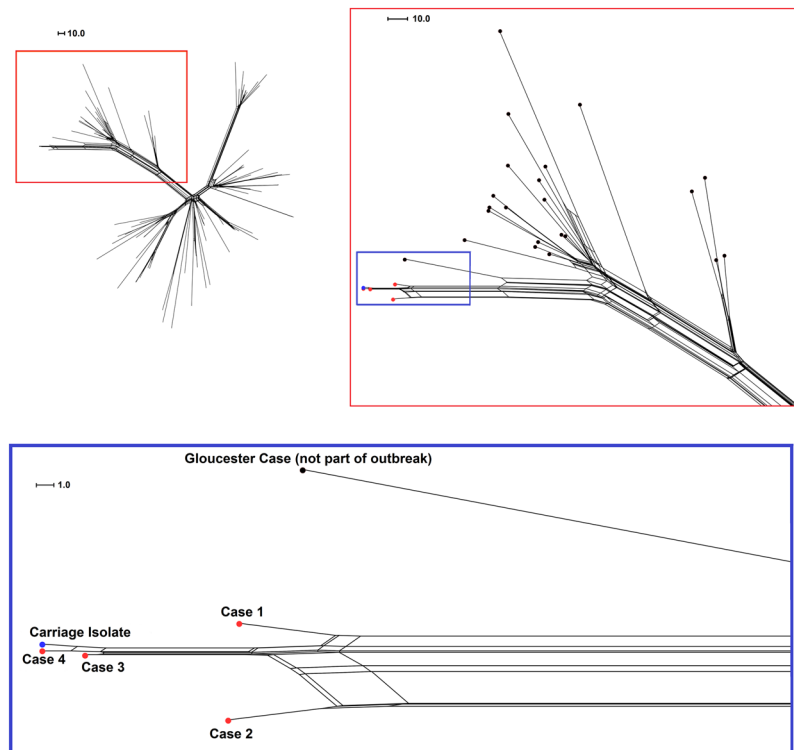 10.0
10.0
Gloucester Case (not part of outbreak)
1.0
Case 1
Carriage Isolate
Case 4
Case 3
Case 2